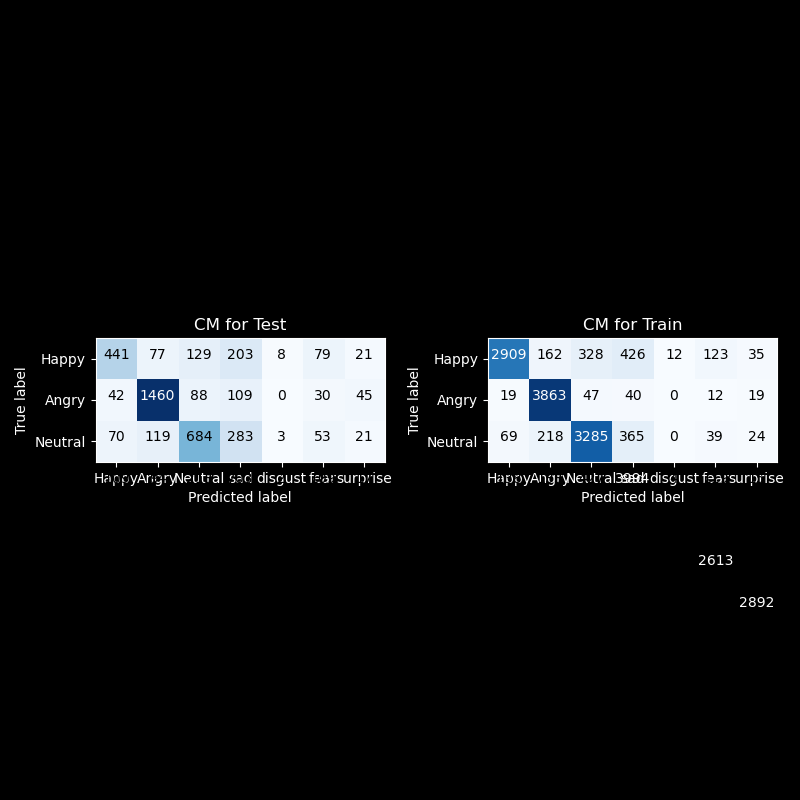 CM for Test
CM for Train
True label
Happy 441 77 129 203 8 79 21
Angry 42 1460 88 109 0 30 45
Neutral 70 119 684 283 3 53 21
Happy Angry Neutral sad disgust fear surprise
Predicted label
True label
Happy 2909 162 328 426 12 123 35
Angry 19 3863 47 40 0 12 19
Neutral 69 218 3285 365 0 39 24
Happy Angry Neutral sad disgust fear surprise
3994
Predicted label
2613
2892